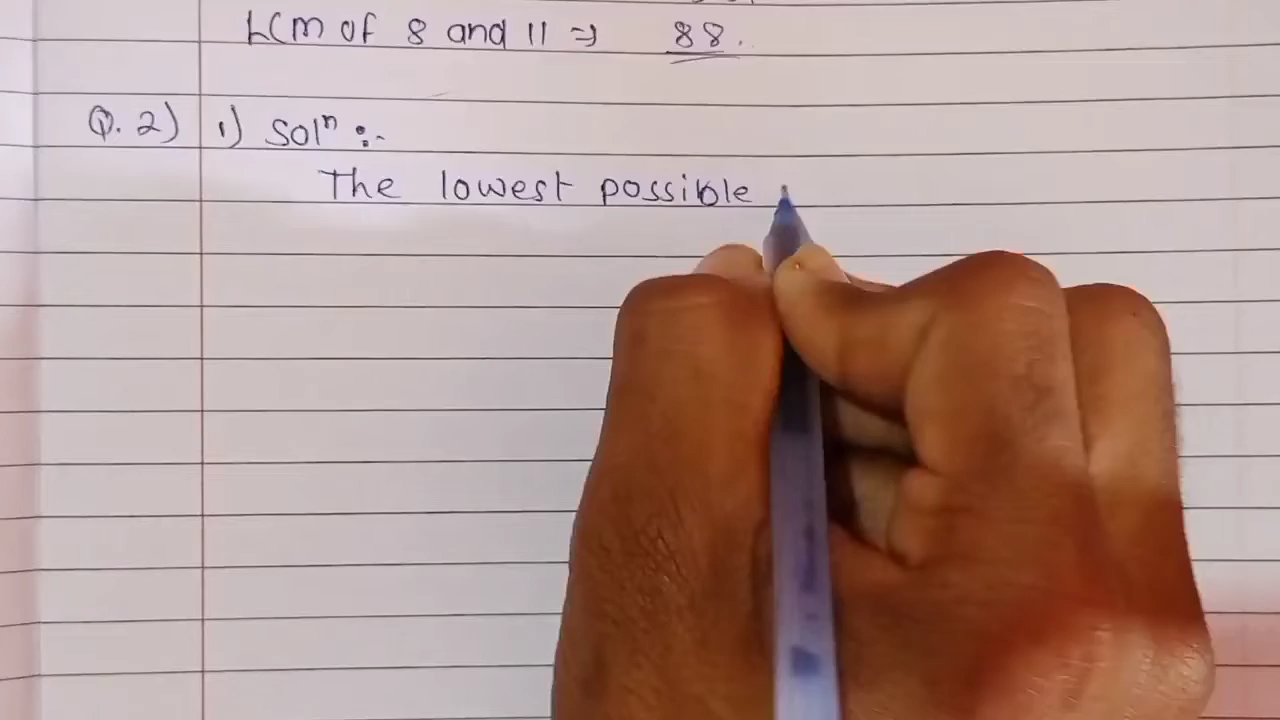 LCM of 8 and 11 ⇒ 88.
Q. 2) 1) Solⁿ :-
The lowest possible